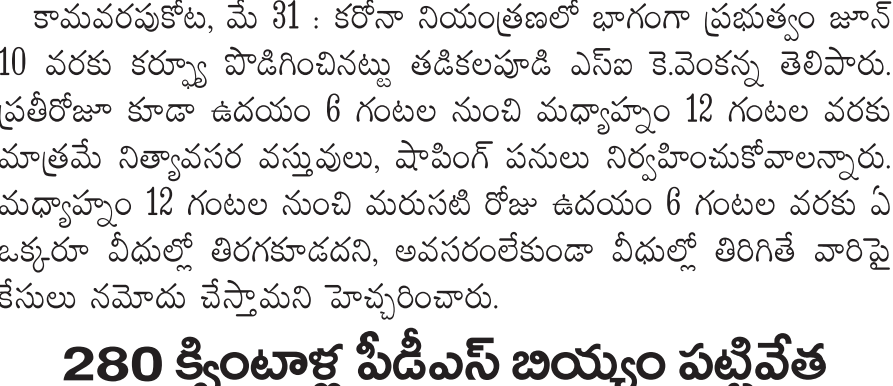 కామవరపుకోట, మే 31 : కరోనా నియంత్రణలో భాగంగా ప్రభుత్వం జూన్
10 వరకు కర్ఫ్యూ పొడిగించినట్టు తడికలపూడి ఎస్ఐ కె.వెంకన్న తెలిపారు.
ప్రతీరోజూ కూడా ఉదయం 6 గంటల నుంచి మధ్యాహ్నం 12 గంటల వరకు
మాత్రమే నిత్యావసర వస్తువులు, షాపింగ్ పనులు నిర్వహించుకోవాలన్నారు.
మధ్యాహ్నం 12 గంటల నుంచి మరుసటి రోజు ఉదయం 6 గంటల వరకు ఏ
ఒక్కరూ వీధుల్లో తిరగకూడదని, అవసరంలేకుండా వీధుల్లో తిరిగితే వారిపై
కేసులు నమోదు చేస్తామని హెచ్చరించారు.
280 క్వింటాళ్ల పీడీఎస్ బియ్యం పట్టివేత